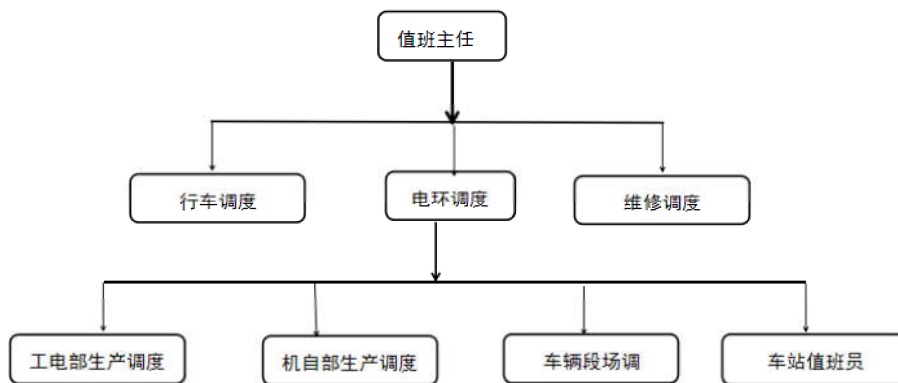 值班主任
行车调度
电环调度
维修调度
工电部生产调度
机自部生产调度
车辆段场调
车站值班员